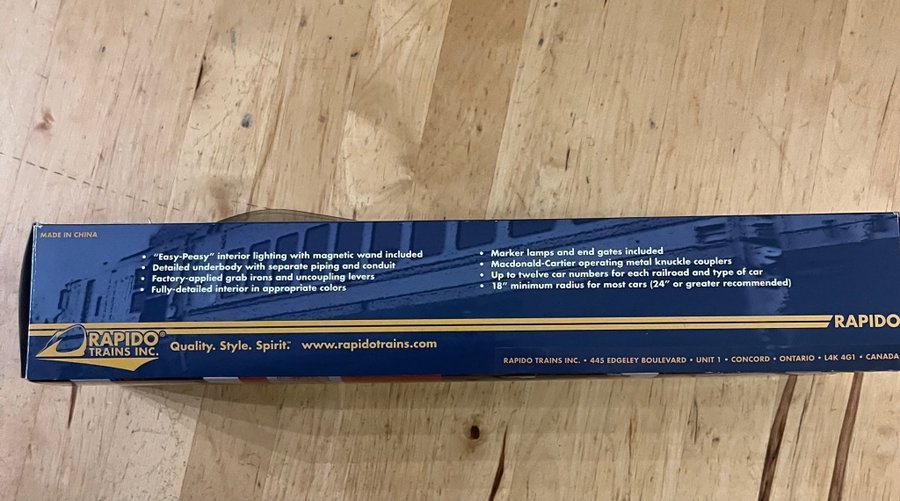 MADE IN CHINA
• "Easy-Peasy" interior lighting with magnetic wand included
• Detailed underbody with separate piping and conduit
• Factory-applied grab irons and uncoupling levers
• Fully-detailed interior in appropriate colors
• Marker lamps and end gates included
• Macdonald-Cartier operating metal knuckle couplers
• Up to twelve car numbers for each railroad and type of car
• 18" minimum radius for most cars (24" or greater recommended)
RAPIDO
RAPIDO®
TRAINS INC.
Quality. Style. Spirit.™ www.rapidotrains.com
RAPIDO TRAINS INC. • 445 EDGELEY BOULEVARD • UNIT 1 • CONCORD • ONTARIO • L4K 4G1 • CANADA